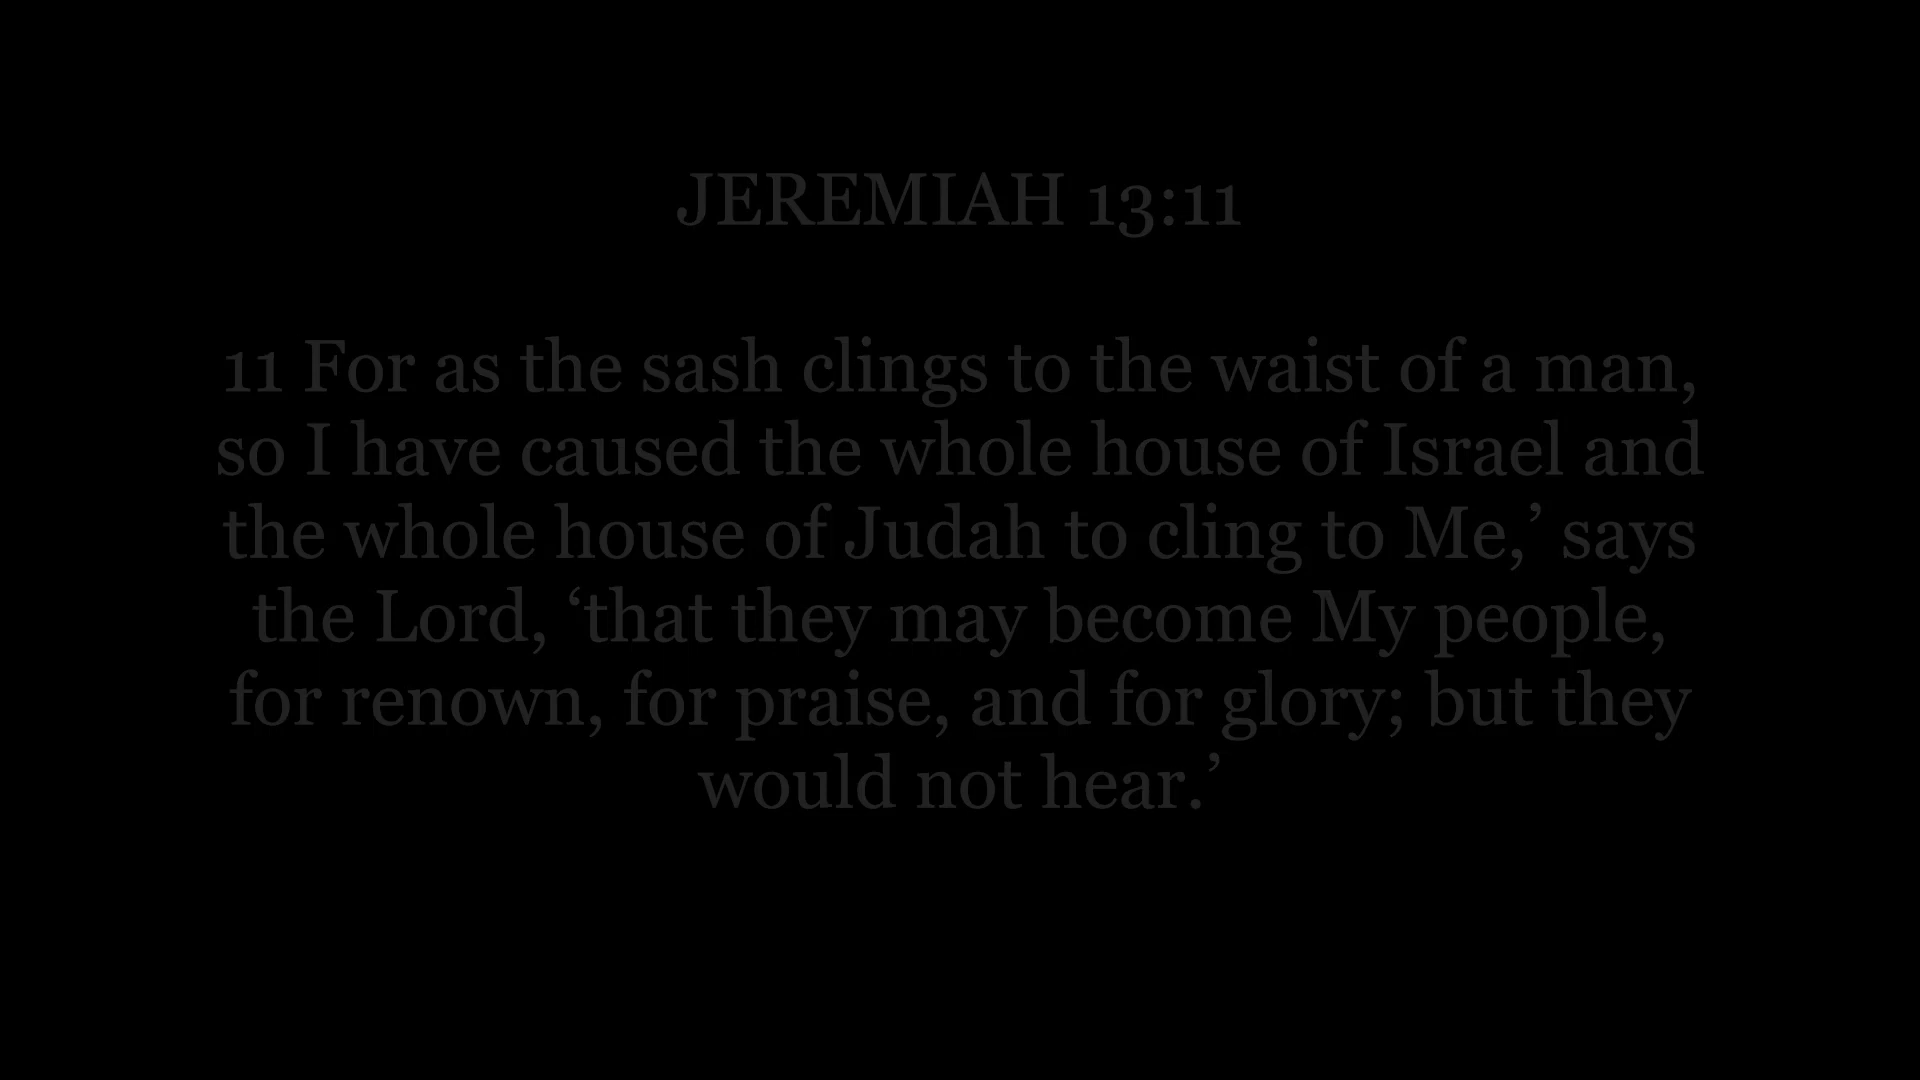 JEREMIAH 13:11
11 For as the sash clings to the waist of a man,
so I have caused the whole house of Israel and
the whole house of Judah to cling to Me,’ says
the Lord, ‘that they may become My people,
for renown, for praise, and for glory; but they
would not hear.’